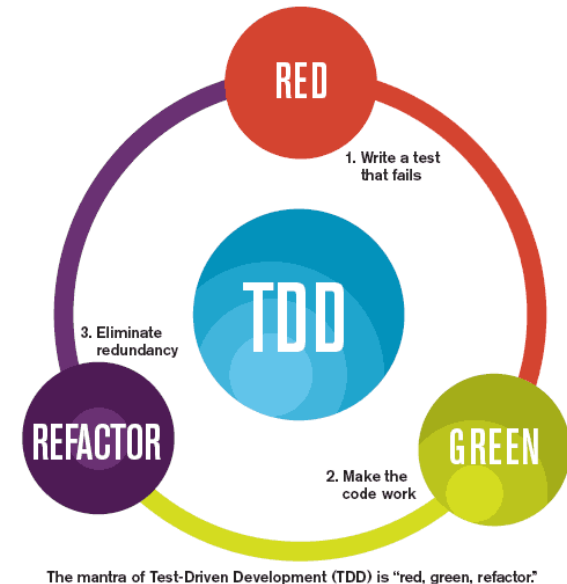 RED
1. Write a test
that fails
TDD
3. Eliminate
redundancy
REFACTOR
GREEN
2. Make the
code work
The mantra of Test-Driven Development (TDD) is “red, green, refactor.”